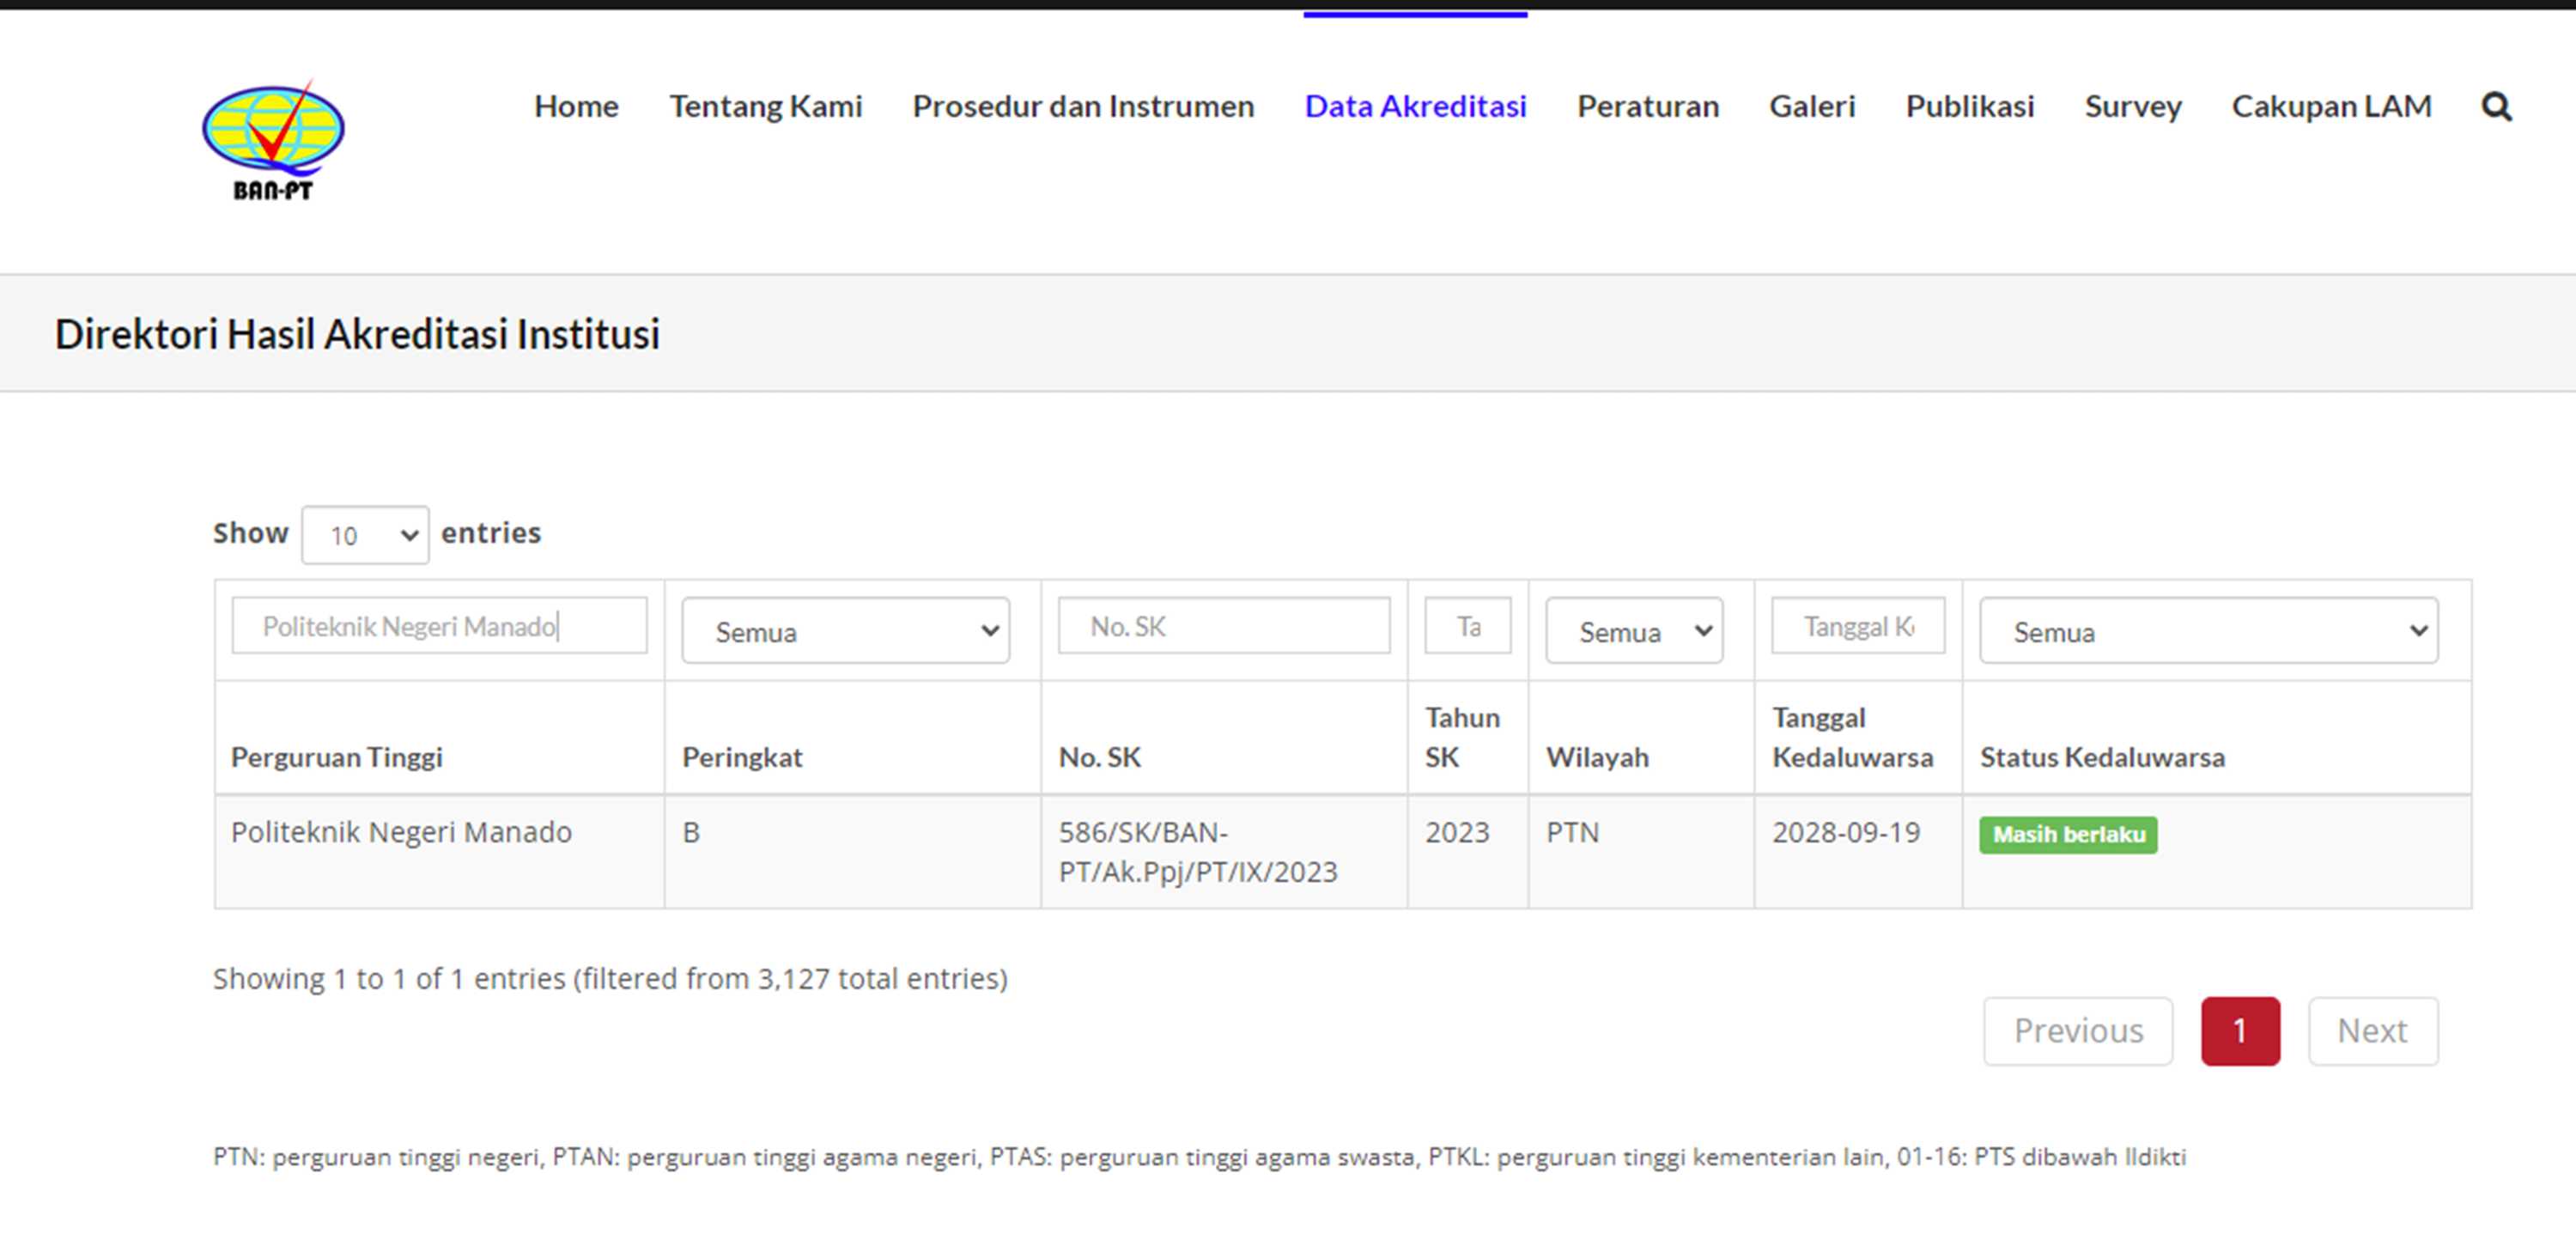 BAN-PT
Home Tentang Kami Prosedur dan Instrumen Data Akreditasi Peraturan Galeri Publikasi Survey Cakupan LAM
Direktori Hasil Akreditasi Institusi
Show 10 entries
Politeknik Negeri Manado Semua No. SK Ta Semua Tanggal Ke Semua
Perguruan Tinggi Peringkat No. SK Tahun SK Wilayah Tanggal Kedaluwarsa Status Kedaluwarsa
Politeknik Negeri Manado B 586/SK/BAN-PT/Ak.Ppj/PT/IX/2023 2023 PTN 2028-09-19 Masih berlaku
Showing 1 to 1 of 1 entries (filtered from 3,127 total entries)
Previous 1 Next
PTN: perguruan tinggi negeri, PTAN: perguruan tinggi agama negeri, PTAS: perguruan tinggi agama swasta, PTKL: perguruan tinggi kementerian lain, 01-16: PTS dibawah lldikti